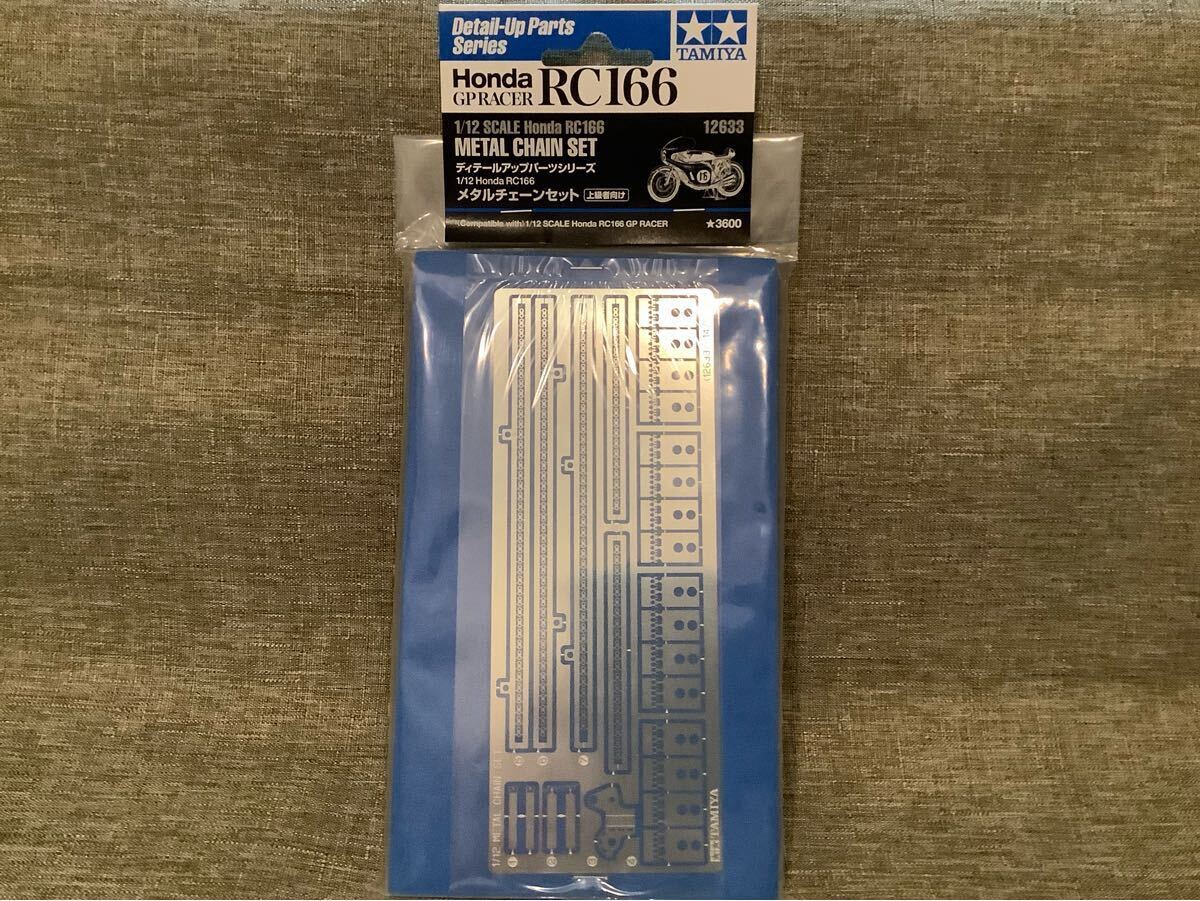 Detail-Up Parts
Series
TAMIYA
Honda
GP RACER RC166
1/12 SCALE Honda RC166 12633
METAL CHAIN SET
ディテールアップパーツシリーズ
1/12 Honda RC166
メタルチェーンセット 上級者向け
15
Compatible with 1/12 SCALE Honda RC166 GP RACER ★3600
1/12 METAL CHAIN SET
TAMIYA